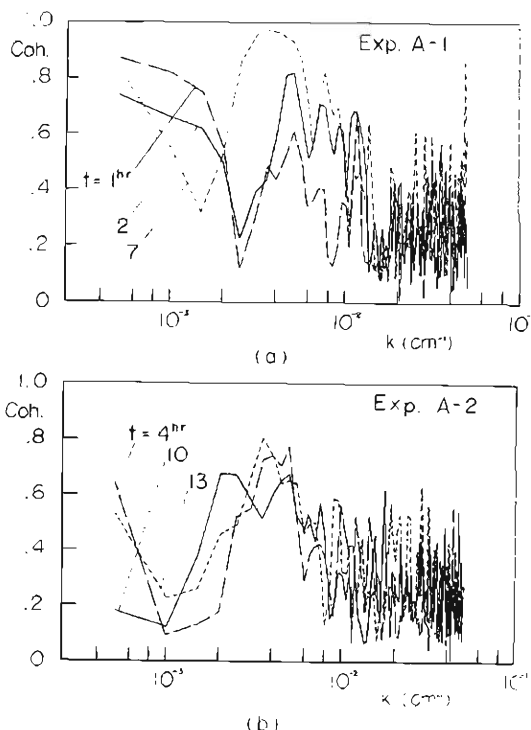 1.0
Coh.
.8
.6
.4
.2
0
Exp. A-1
t = 1hr
2
7
10⁻³
10⁻²
10⁻
k (cm⁻¹)
(a)
1.0
Coh.
.8
.6
.4
.2
0
Exp. A-2
t = 4hr
10
13
10⁻³
10⁻²
10⁻¹
k (cm⁻¹)
(b)